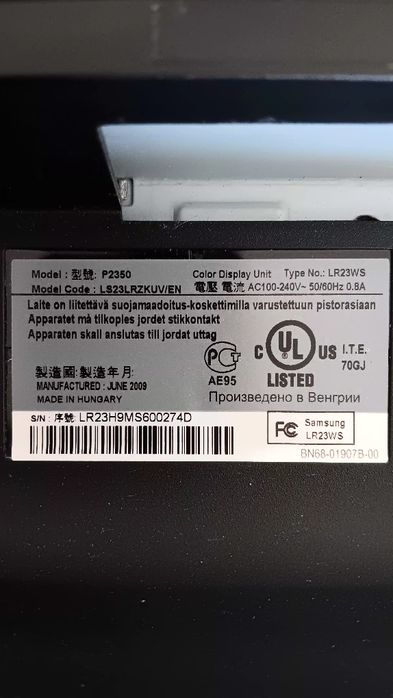 Model : 型號: P2350 Color Display Unit Type No.: LR23WS
Model Code : LS23LRZKUV/EN 電壓 電流 AC100-240V~ 50/60Hz 0.8A
Laite on liitettävä suojamaadoitus-koskettimilla varustettuun pistorasiaan
Apparatet må tilkoples jordet stikkontakt
Apparaten skall anslutas till jordat uttag
製造國:製造年月:
MANUFACTURED : JUNE 2009
MADE IN HUNGARY
PCT
AE95
C UL US
LISTED
I.T.E.
70GJ
Произведено в Венгрии
S/N : 序號: LR23H9MS600274D
FC Samsung
LR23WS
BN68-01907B-00